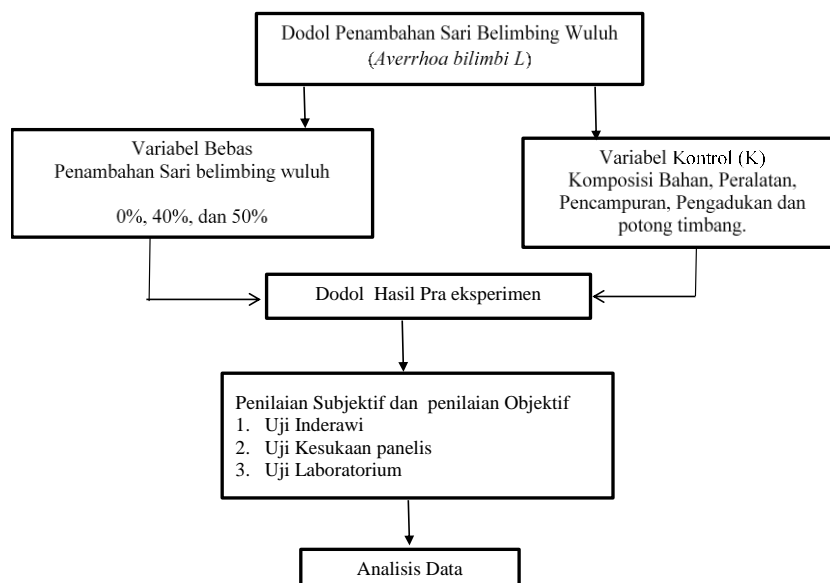 Dodol Penambahan Sari Belimbing Wuluh
(Averrhoa bilimbi L)
Variabel Bebas
Penambahan Sari belimbing wuluh
0%, 40%, dan 50%
Variabel Kontrol (K)
Komposisi Bahan, Peralatan,
Pencampuran, Pengadukan dan
potong timbang.
Dodol Hasil Pra eksperimen
Penilaian Subjektif dan penilaian Objektif
1. Uji Inderawi
2. Uji Kesukaan panelis
3. Uji Laboratorium
Analisis Data